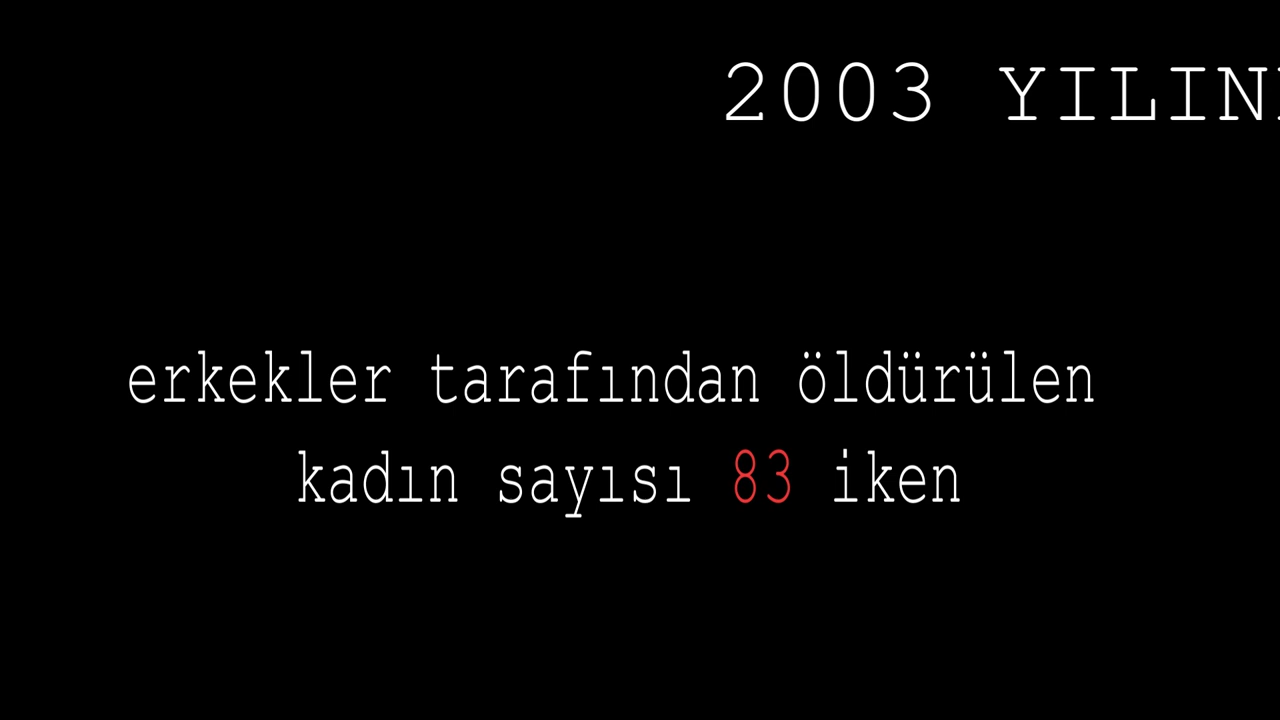 2003 YILIN
erkekler tarafından öldürülen
kadın sayısı 83 iken